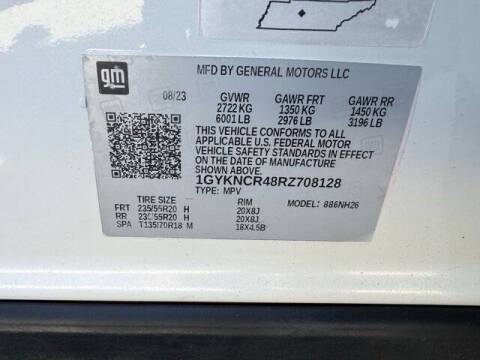 gm
MFD BY GENERAL MOTORS LLC
08/23 GVWR GAWR FRT GAWR RR
2722 KG 1350 KG 1450 KG
6001 LB 2976 LB 3196 LB
THIS VEHICLE CONFORMS TO ALL
APPLICABLE U.S. FEDERAL MOTOR
VEHICLE SAFETY STANDARDS IN EFFECT
ON THE DATE OF MANUFACTURE SHOWN ABOVE.
1GYKNCR48RZ708128
TYPE: MPV
TIRE SIZE RIM MODEL: 886NH26
FRT 235/55R20 H 20X8J
RR 235/55R20 H 20X8J
SPA T135/70R18 M 18X4.5B